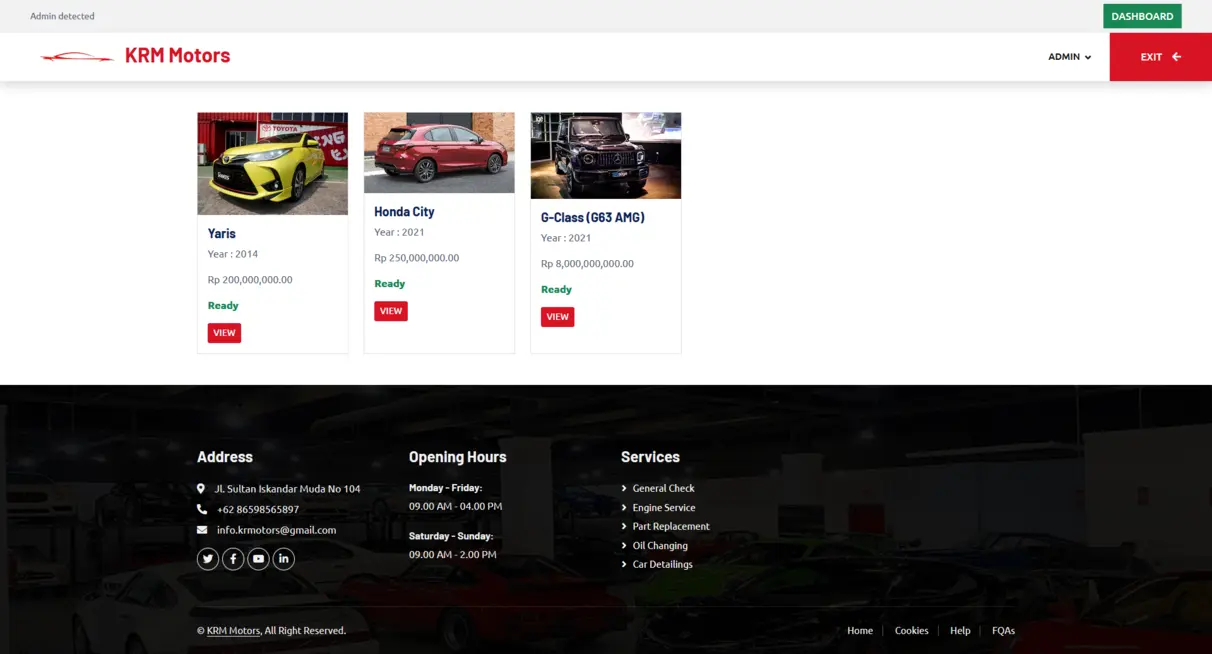 Admin detected
DASHBOARD
KRM Motors
ADMIN
EXIT
TOYOTA
YARIS
Yaris
Year : 2014
Rp 200,000,000.00
Ready
VIEW
Honda City
Year : 2021
Rp 250,000,000.00
Ready
VIEW
G-Class (G63 AMG)
Year : 2021
Rp 8,000,000,000.00
Ready
VIEW
Address
Jl. Sultan Iskandar Muda No 104
+62 86598565897
info.krmotors@gmail.com
Opening Hours
Monday - Friday:
09.00 AM - 04.00 PM
Saturday - Sunday:
09.00 AM - 2.00 PM
Services
General Check
Engine Service
Part Replacement
Oil Changing
Car Detailings
© KRM Motors, All Right Reserved.
Home
Cookies
Help
FQAs